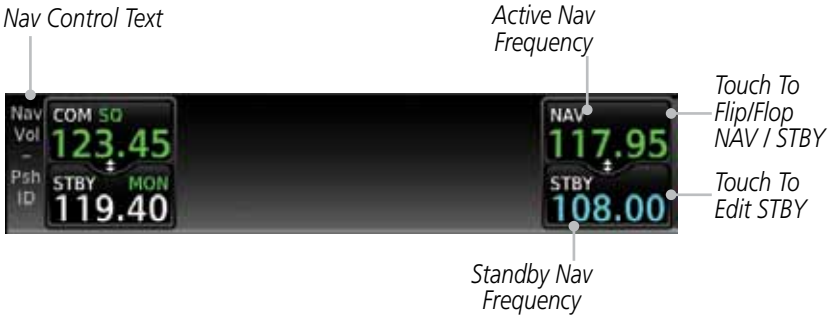 Nav Control Text
Active Nav
Frequency
Touch To
Flip/Flop
NAV / STBY
Nav
Vol
–
Psh
ID
COM SQ
123.45
STBY MON
119.40
NAV
117.95
STBY
108.00
Touch To
Edit STBY
Standby Nav
Frequency